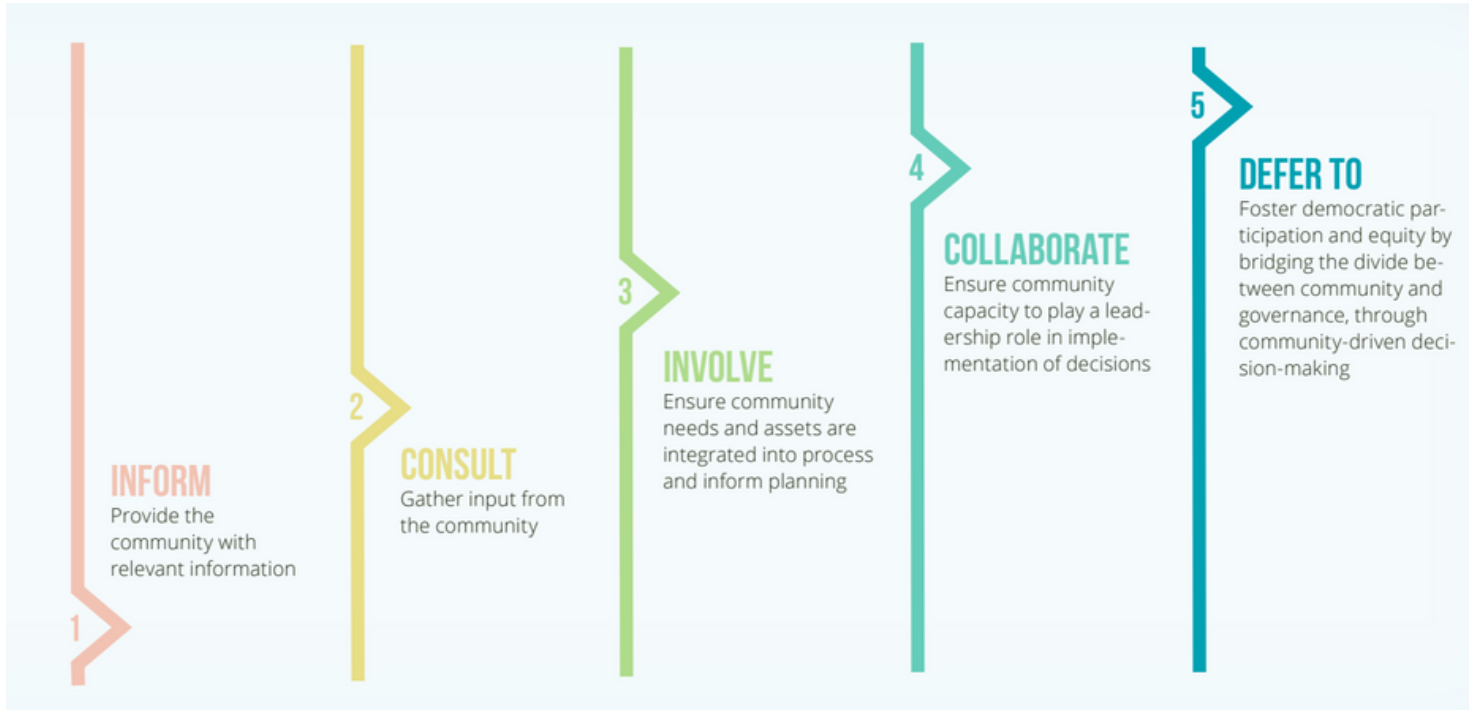 1
INFORM
Provide the
community with
relevant information
2
CONSULT
Gather input from
the community
3
INVOLVE
Ensure community
needs and assets are
integrated into process
and inform planning
4
COLLABORATE
Ensure community
capacity to play a lead-
ership role in imple-
mentation of decisions
5
DEFER TO
Foster democratic par-
ticipation and equity by
bridging the divide be-
tween community and
governance, through
community-driven deci-
sion-making